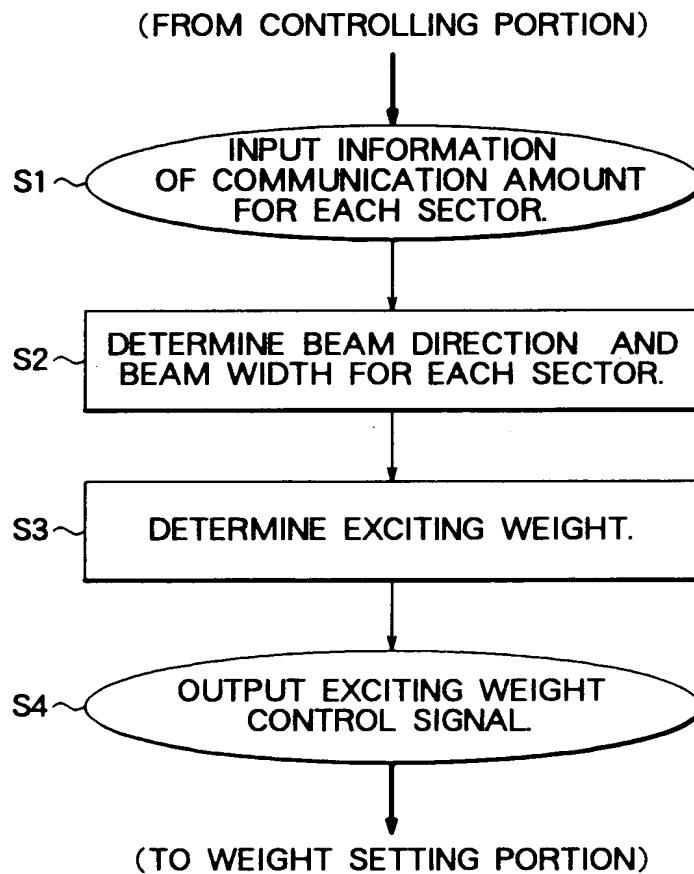 (FROM CONTROLLING PORTION)
INPUT INFORMATION
S1 OF COMMUNICATION AMOUNT
FOR EACH SECTOR.
S2 DETERMINE BEAM DIRECTION AND
BEAM WIDTH FOR EACH SECTOR.
S3 DETERMINE EXCITING WEIGHT.
S4 OUTPUT EXCITING WEIGHT
CONTROL SIGNAL.
(TO WEIGHT SETTING PORTION)